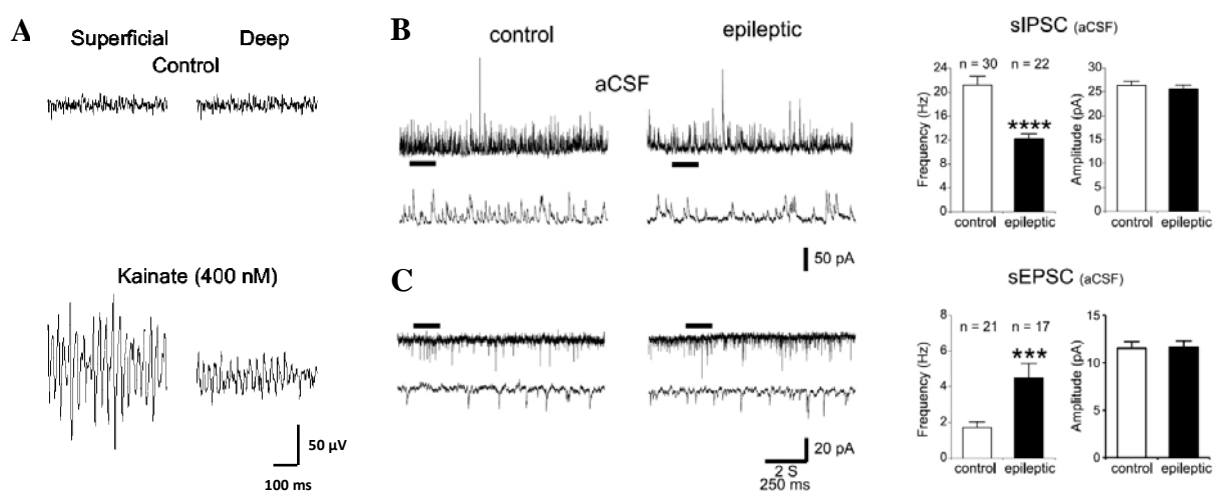 A
Superficial Deep
Control
Kainate (400 nM)
50 µV
100 ms
B
control epileptic
aCSF
50 pA
C
20 pA
2 S
250 ms
sIPSC (aCSF)
n = 30 n = 22
Frequency (Hz)
24
20
16
12
8
4
0
****
control epileptic
Amplitude (pA)
30
25
20
15
10
5
0
control epileptic
sEPSC (aCSF)
n = 21 n = 17
Frequency (Hz)
8
6
4
2
0
***
control epileptic
Amplitude (pA)
15
10
5
0
control epileptic